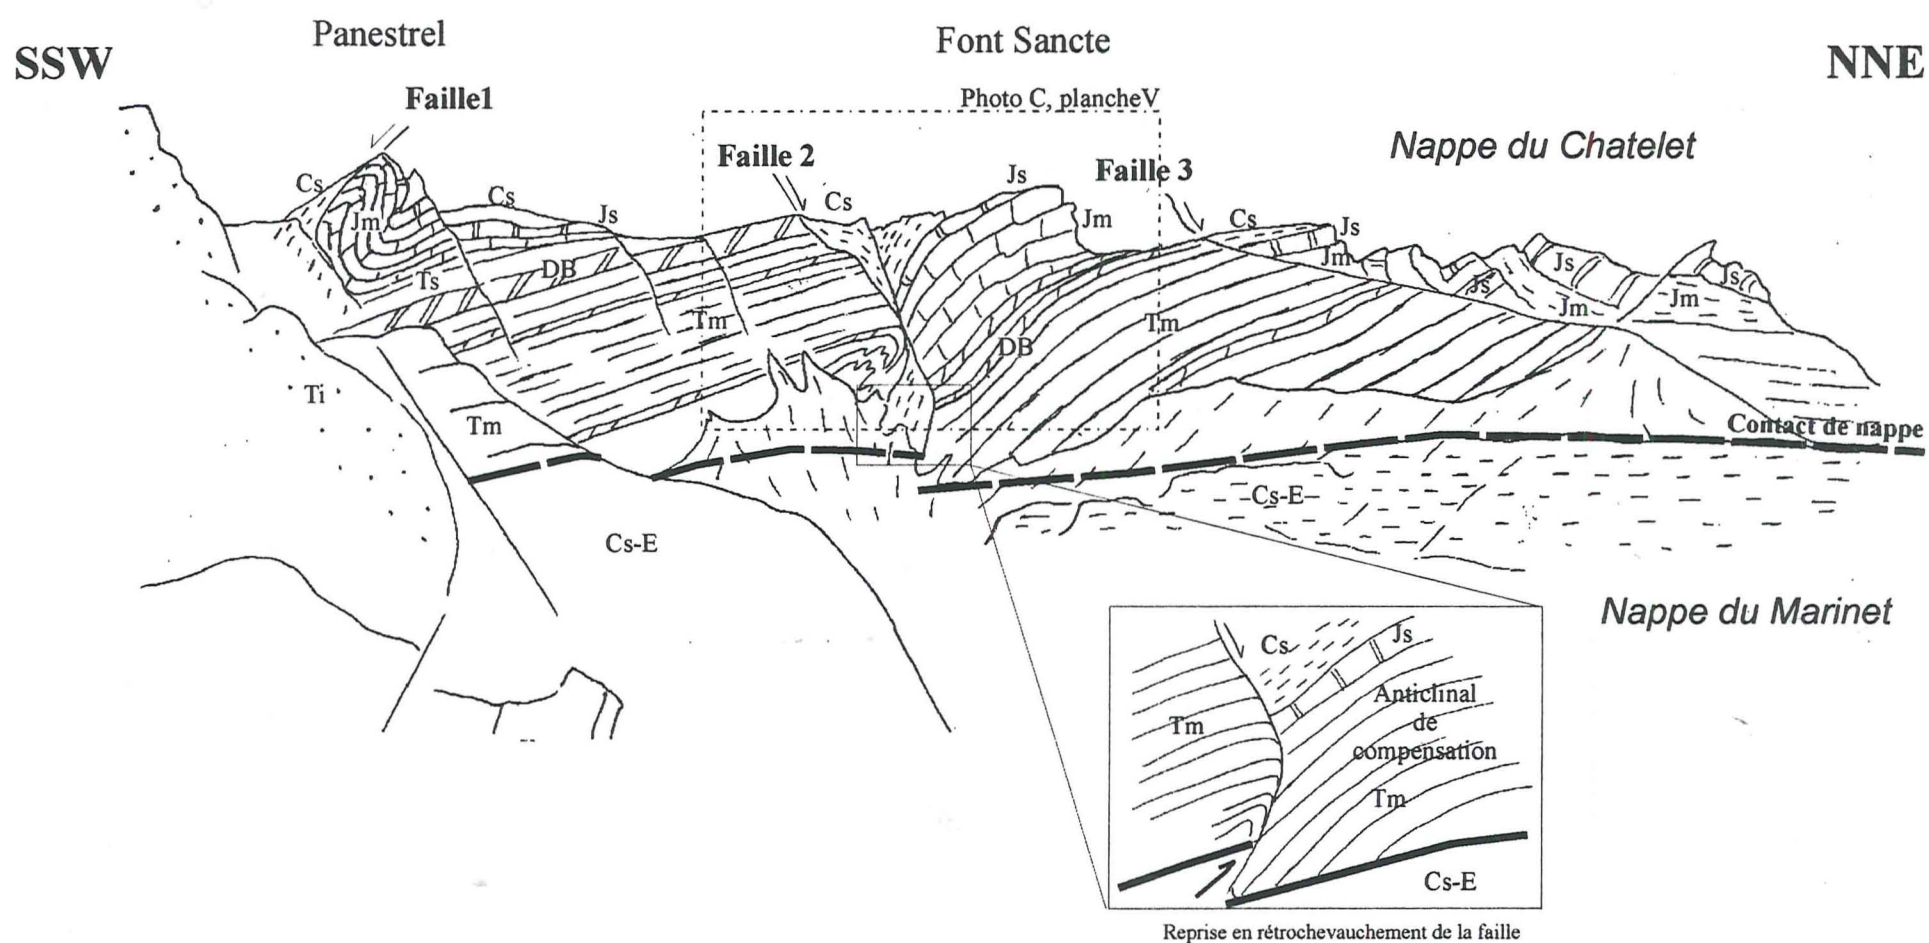 Panestrel
Font Sancte
SSW
NNE
Faille1
Photo C, plancheV
Nappe du Chatelet
Faille 2
Faille 3
Cs
Jm
Cs
Js
Cs
Js
Jm
Cs
Js
Jm
Js
Js
Jm
Jm
Js
Ts
DB
Tm
Tm
DB
Ti
Tm
Contact de nappe
Cs-E
Cs-E
Nappe du Marinet
Cs
Js
Anticlinal
de
compensation
Tm
Tm
Cs-E
Reprise en rétrochevauchement de la faille